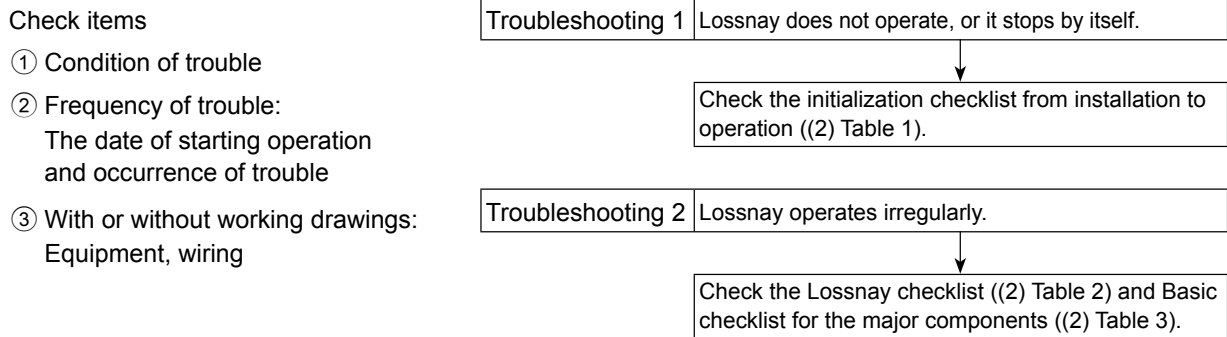 Check items
① Condition of trouble
② Frequency of trouble:
The date of starting operation
and occurrence of trouble
③ With or without working drawings:
Equipment, wiring
Troubleshooting 1
Lossnay does not operate, or it stops by itself.
Check the initialization checklist from installation to
operation ((2) Table 1).
Troubleshooting 2
Lossnay operates irregularly.
Check the Lossnay checklist ((2) Table 2) and Basic
checklist for the major components ((2) Table 3).